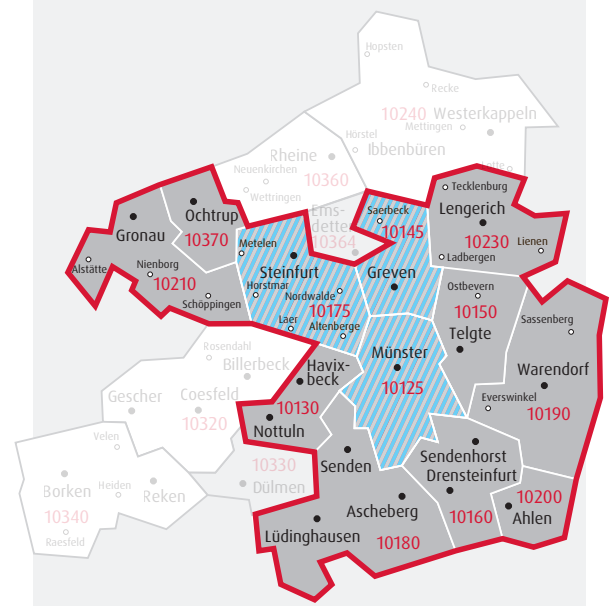 Hopsten
Recke
10240 Westerkappeln
Mettingen
Hörstel
Ibbenbüren
Lotte
Rheine
Neuenkirchen
10360
Wettringen
Tecklenburg
Ochtrup
Gronau
10370
Ems-
dette
10364
Saerbeck
10145
Lengerich
10230
Lienen
Ladbergen
Metelen
Steinfurt
Horstmar
Nordwalde
10175
Laer
Altenberge
Greven
Alstätte
Nienborg
10210
Schöppingen
Ostbevern
10150
Telgte
Sassenberg
Warendorf
Everswinkel
10190
Münster
10125
Rosendahl
Billerbeck
Havix-
beck
Gescher
Coesfeld
10320
10130
Nottuln
Velen
Heiden
Borken
Reken
10340
Raesfeld
10330
Dülmen
Senden
Sendenhorst
Drensteinfurt
Ascheberg
Lüdinghausen
10180
10160
10200
Ahlen